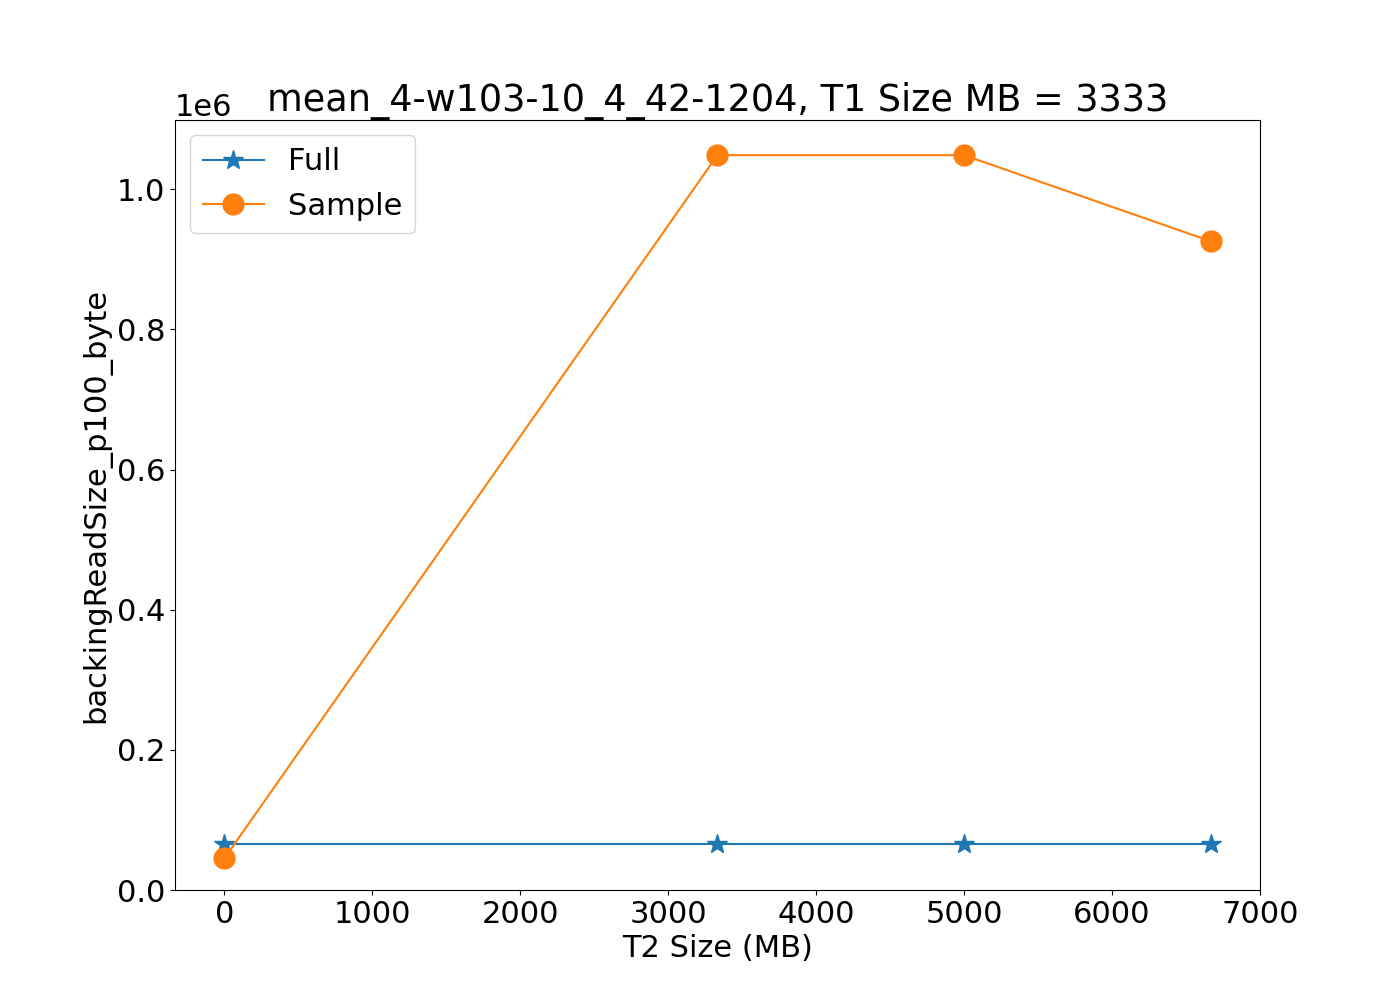 mean_4-w103-10_4_42-1204, T1 Size MB = 3333
1e6
Full
Sample
1.0
0.8
0.6
0.4
0.2
0.0
backingReadSize_p100_byte
0 1000 2000 3000 4000 5000 6000 7000
T2 Size (MB)